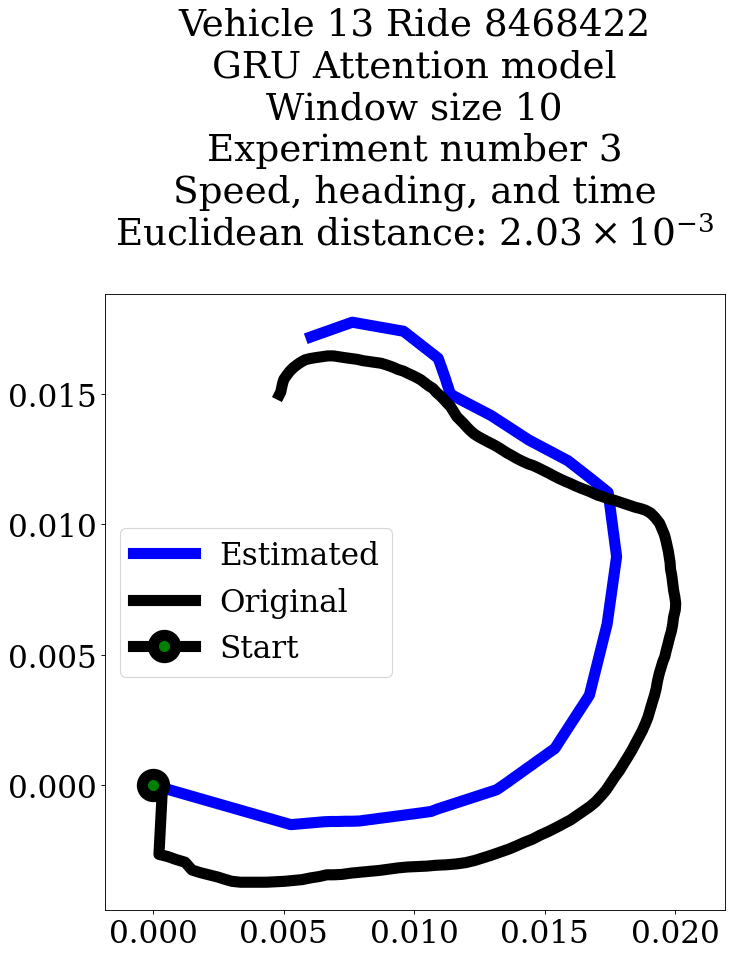 Vehicle 13 Ride 8468422
GRU Attention model
Window size 10
Experiment number 3
Speed, heading, and time
Euclidean distance: 2.03 × 10⁻³
0.015
0.010
0.005
0.000
Estimated
Original
Start
0.000 0.005 0.010 0.015 0.020